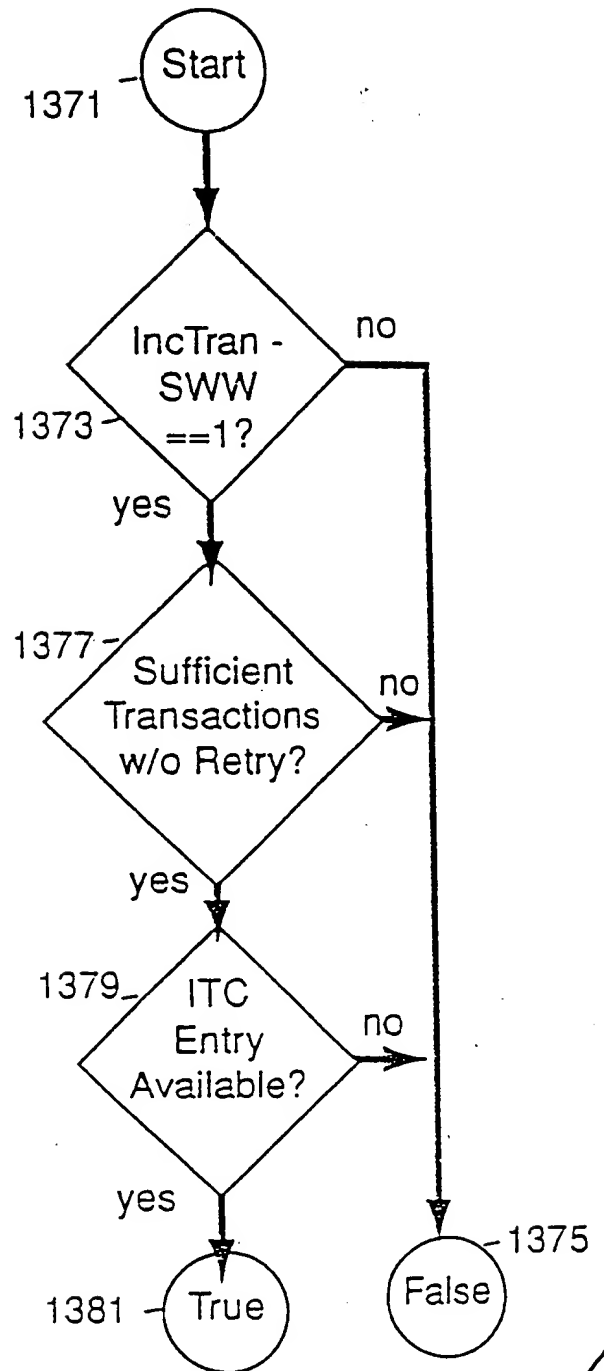 Start
1371
IncTran -
SWW
==1?
no
1373
yes
1377
Sufficient
Transactions
w/o Retry?
no
yes
1379
ITC
Entry
Available?
no
yes
1375
False
1381
True